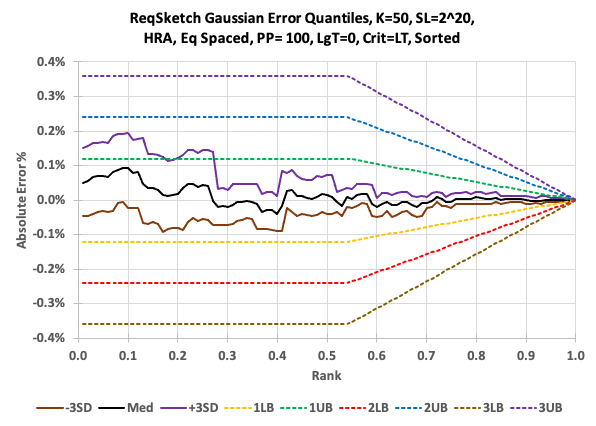 ReqSketch Gaussian Error Quantiles, K=50, SL=2^20,
HRA, Eq Spaced, PP= 100, LgT=0, Crit=LT, Sorted
0.4%
0.3%
0.2%
0.1%
0.0%
-0.1%
-0.2%
-0.3%
-0.4%
Absolute Error %
0.0 0.1 0.2 0.3 0.4 0.5 0.6 0.7 0.8 0.9 1.0
Rank
-3SD Med +3SD 1LB 1UB 2LB 2UB 3LB 3UB